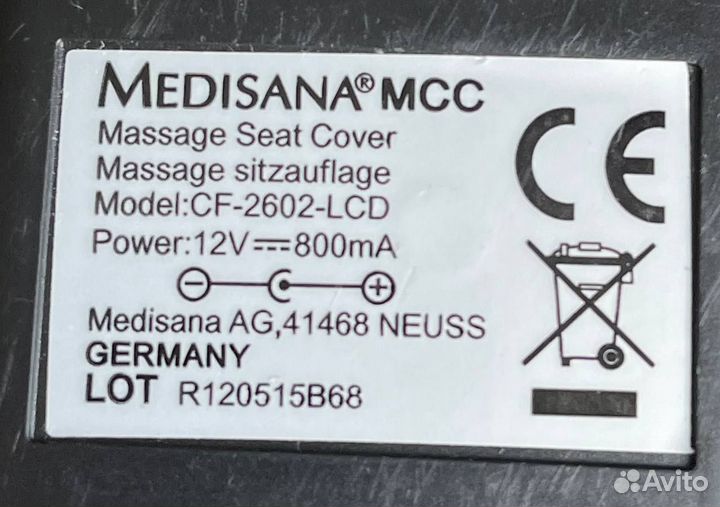 MEDISANA® MCC
Massage Seat Cover
Massage sitzauflage
Model:CF-2602-LCD
Power:12V⎓800mA
Medisana AG,41468 NEUSS
GERMANY
LOT R120515B68
CE
Avito